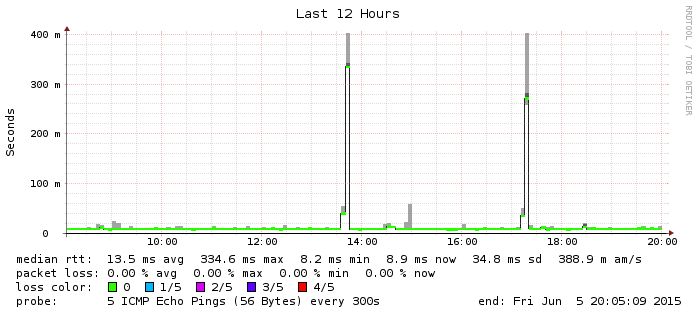 Last 12 Hours
RRDTOOL / TOBI OETIKER
Seconds
400 m
300 m
200 m
100 m
0
10:00 12:00 14:00 16:00 18:00 20:00
median rtt: 13.5 ms avg 334.6 ms max 8.2 ms min 8.9 ms now 34.8 ms sd 388.9 m am/s
packet loss: 0.00 % avg 0.00 % max 0.00 % min 0.00 % now
loss color: 0 1/5 2/5 3/5 4/5
probe: 5 ICMP Echo Pings (56 Bytes) every 300s end: Fri Jun 5 20:05:09 2015